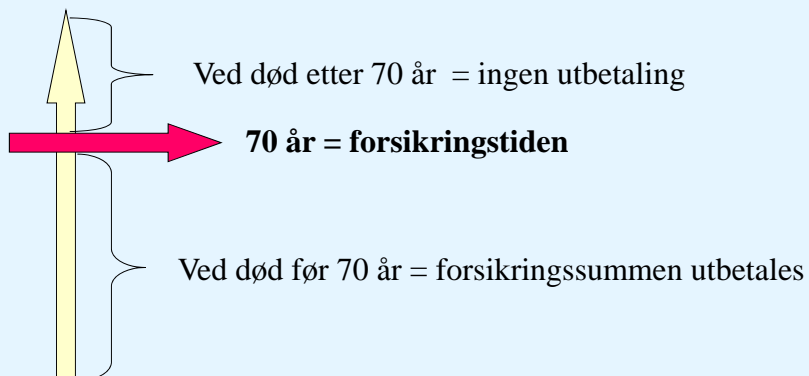 Ved død etter 70 år  = ingen utbetaling
70 år = forsikringstiden
Ved død før 70 år = forsikringssummen utbetales